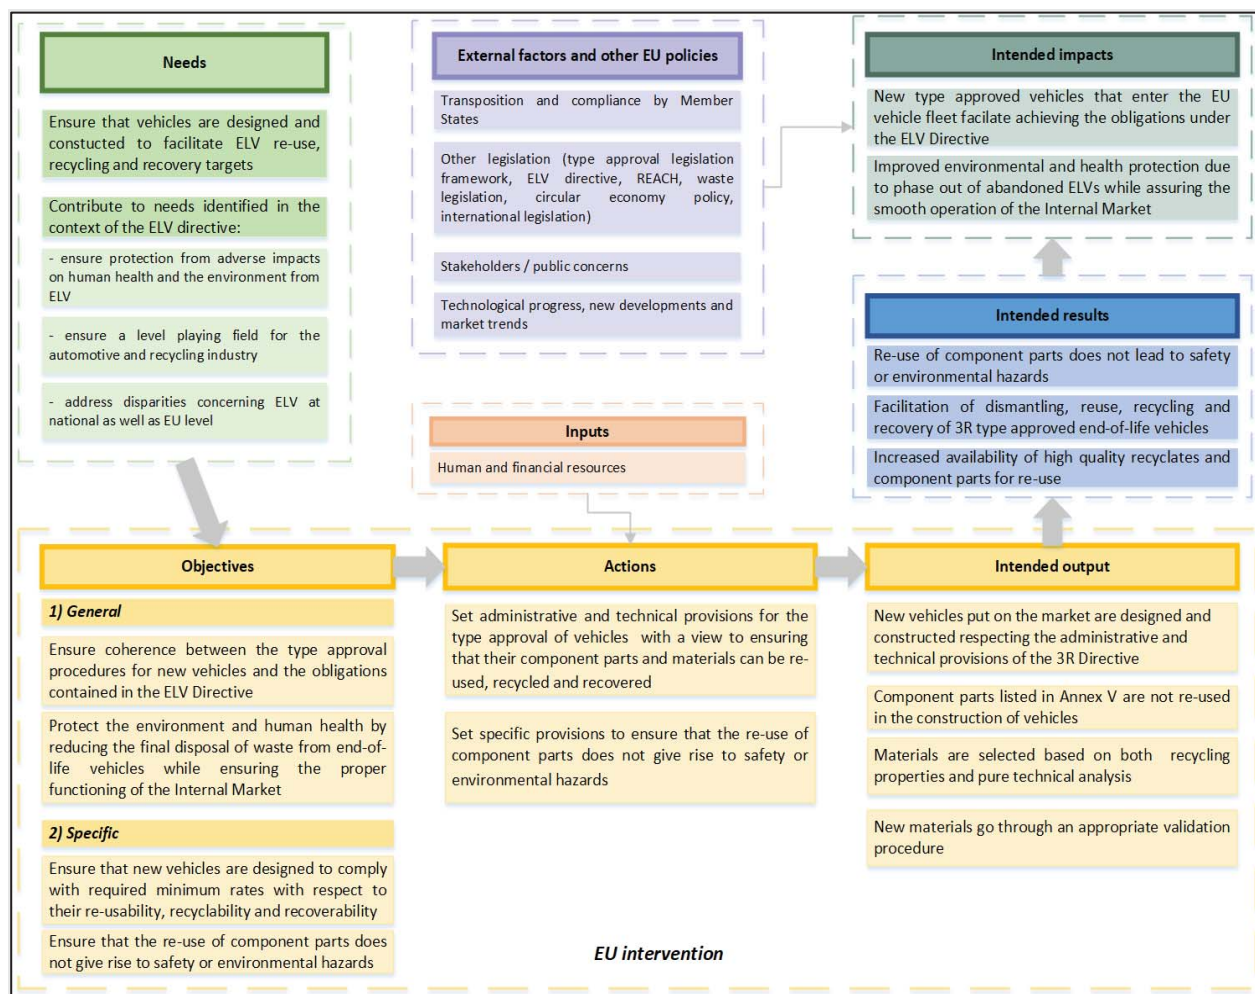 Needs
Ensure that vehicles are designed and
constucted to facilitate ELV re-use,
recycling and recovery targets
Contribute to needs identified in the
context of the ELV directive:
- ensure protection from adverse impacts
on human health and the environment from
ELV
- ensure a level playing field for the
automotive and recycling industry
- address disparities concerning ELV at
national as well as EU level
External factors and other EU policies
Transposition and compliance by Member
States
Other legislation (type approval legislation
framework, ELV directive, REACH, waste
legislation, circular economy policy,
international legislation)
Stakeholders / public concerns
Technological progress, new developments and
market trends
Inputs
Human and financial resources
Intended impacts
New type approved vehicles that enter the EU
vehicle fleet facilate achieving the obligations under
the ELV Directive
Improved environmental and health protection due
to phase out of abandoned ELVs while assuring the
smooth operation of the Internal Market
Intended results
Re-use of component parts does not lead to safety
or environmental hazards
Facilitation of dismantling, reuse, recycling and
recovery of 3R type approved end-of-life vehicles
Increased availability of high quality recyclates and
component parts for re-use
Objectives
1) General
Ensure coherence between the type approval
procedures for new vehicles and the obligations
contained in the ELV Directive
Protect the environment and human health by
reducing the final disposal of waste from end-of-
life vehicles while ensuring the proper
functioning of the Internal Market
2) Specific
Ensure that new vehicles are designed to comply
with required minimum rates with respect to
their re-usability, recyclability and recoverability
Ensure that the re-use of component parts does
not give rise to safety or environmental hazards
Actions
Set administrative and technical provisions for the
type approval of vehicles with a view to ensuring
that their component parts and materials can be re-
used, recycled and recovered
Set specific provisions to ensure that the re-use of
component parts does not give rise to safety or
environmental hazards
Intended output
New vehicles put on the market are designed and
constructed respecting the administrative and
technical provisions of the 3R Directive
Component parts listed in Annex V are not re-used
in the construction of vehicles
Materials are selected based on both recycling
properties and pure technical analysis
New materials go through an appropriate validation
procedure
EU intervention